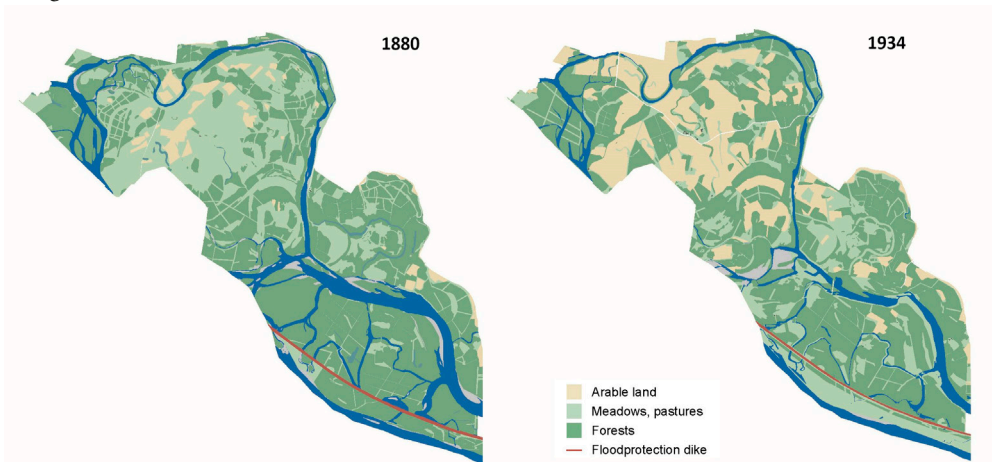 1880
1934
Arable land
Meadows, pastures
Forests
Floodprotection dike